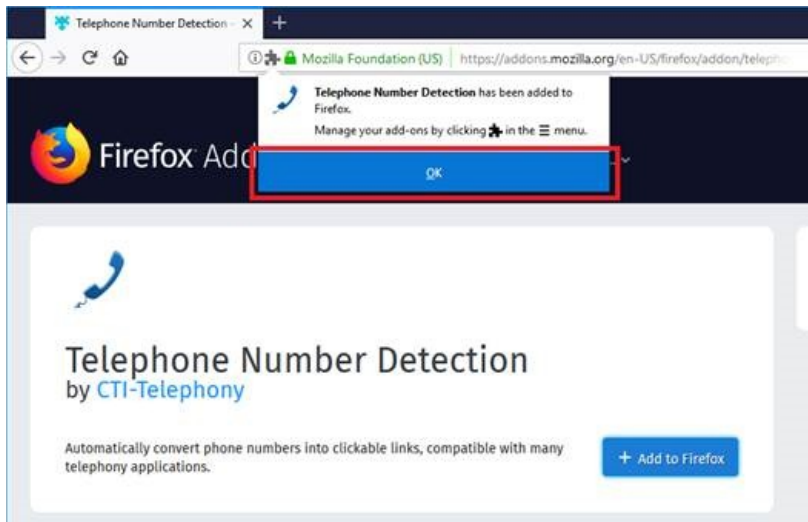 Telephone Number Detection -
Mozilla Foundation (US) https://addons.mozilla.org/en-US/firefox/addon/teleph
Telephone Number Detection has been added to
Firefox.
Manage your add-ons by clicking in the menu.
OK
Firefox Add
Telephone Number Detection
by CTI-Telephony
Automatically convert phone numbers into clickable links, compatible with many
telephony applications.
+ Add to Firefox